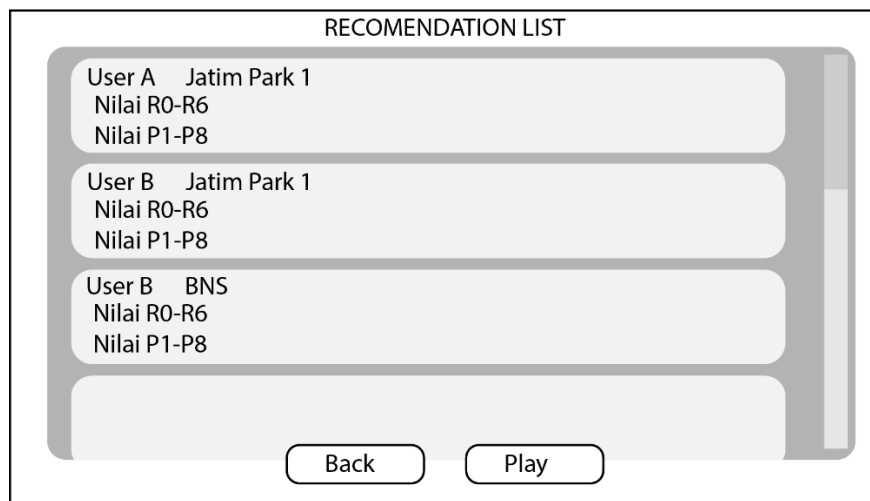 RECOMENDATION LIST
User A Jatim Park 1
Nilai R0-R6
Nilai P1-P8
User B Jatim Park 1
Nilai R0-R6
Nilai P1-P8
User B BNS
Nilai R0-R6
Nilai P1-P8
Back Play